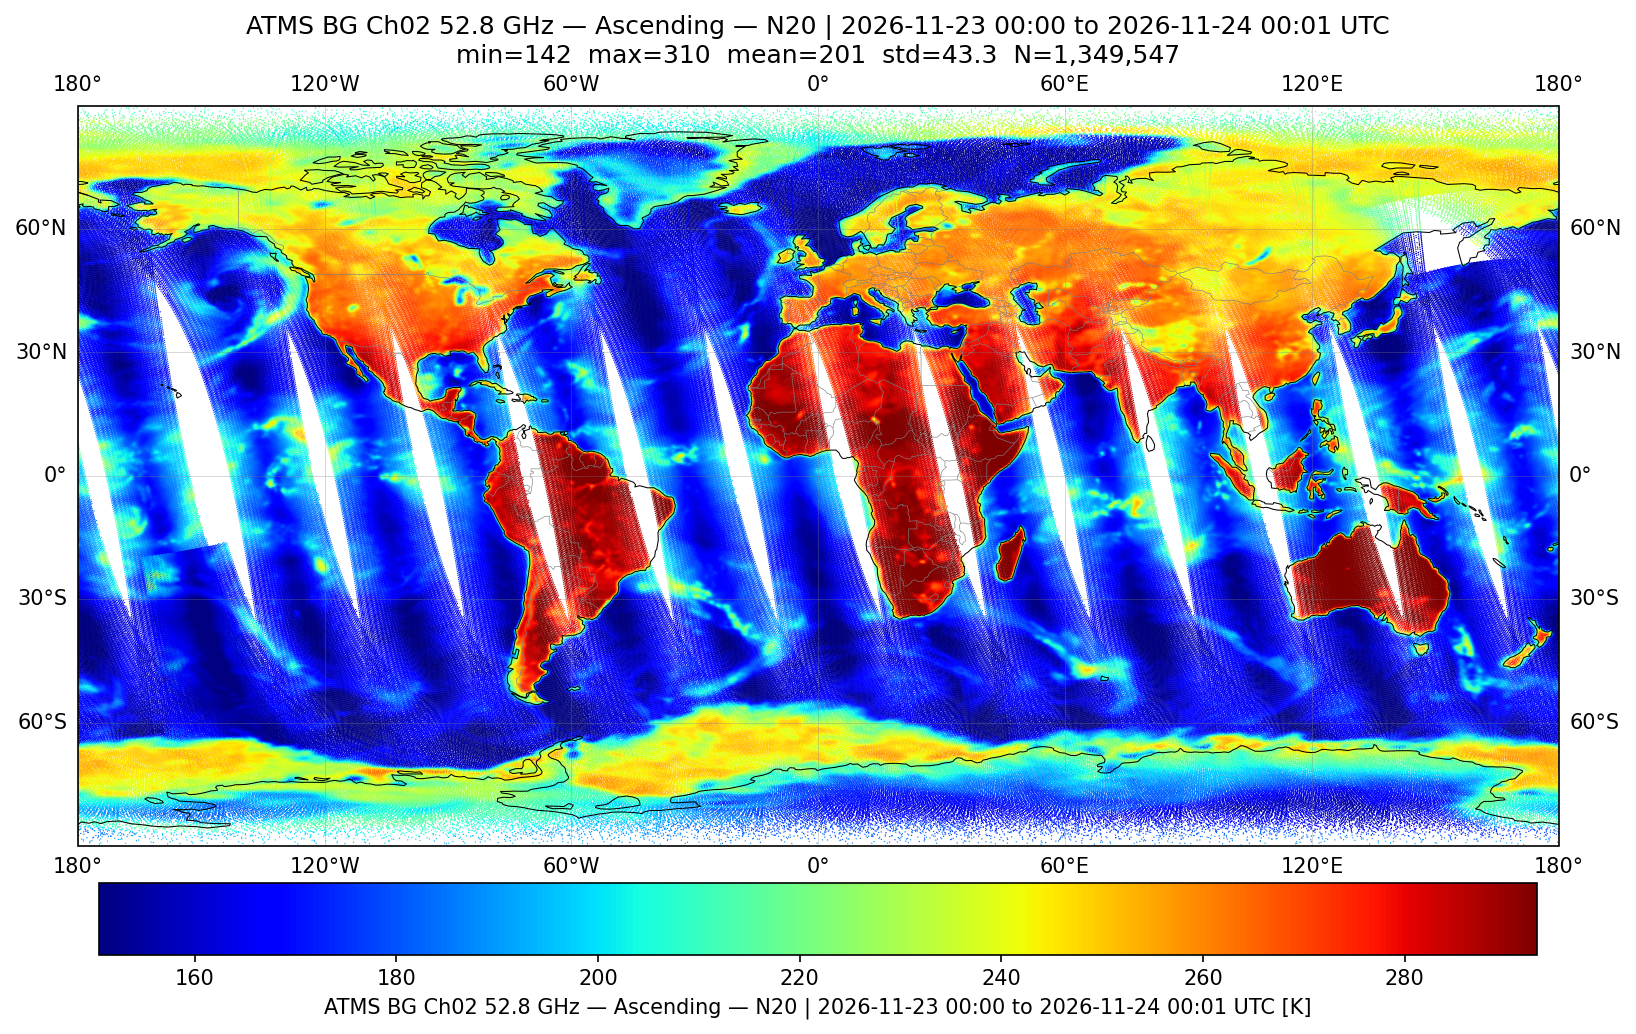 ATMS BG Ch02 52.8 GHz — Ascending — N20 | 2026-11-23 00:00 to 2026-11-24 00:01 UTC
min=142  max=310  mean=201  std=43.3  N=1,349,547
180° 120°W 60°W 0° 60°E 120°E 180°
60°N 60°N
30°N 30°N
0° 0°
30°S 30°S
60°S 60°S
180° 120°W 60°W 0° 60°E 120°E 180°
160 180 200 220 240 260 280
ATMS BG Ch02 52.8 GHz — Ascending — N20 | 2026-11-23 00:00 to 2026-11-24 00:01 UTC [K]